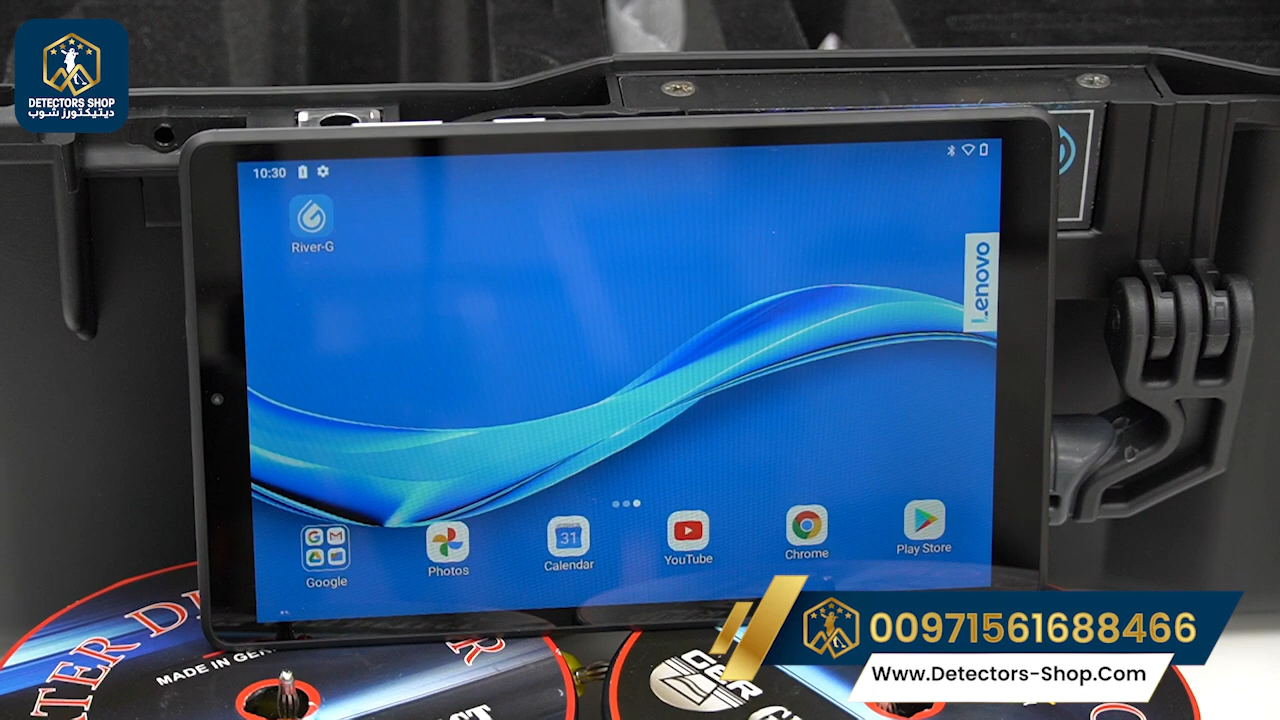 DETECTORS SHOP
ديتيكتورز شوب
10:30
River-G
Lenovo
31
Google
Photos
Calendar
YouTube
Chrome
Play Store
MADE IN
GER
00971561688466
Www.Detectors-Shop.Com